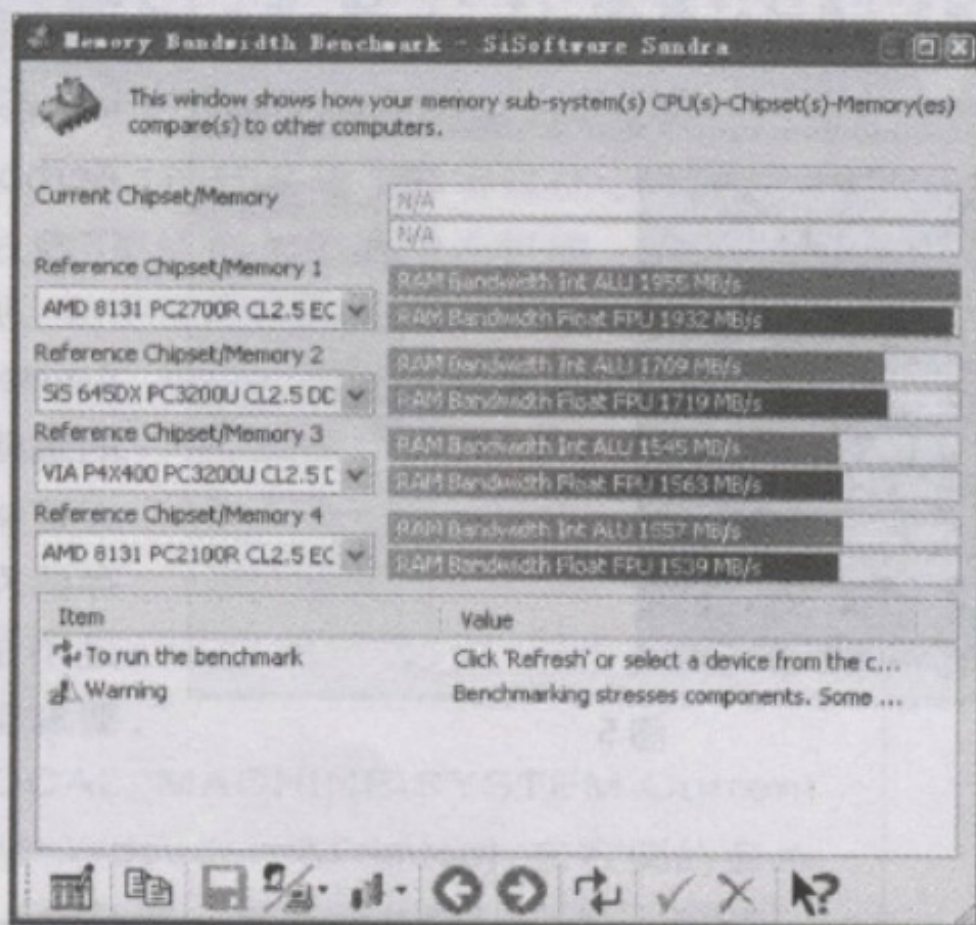 Memory Bandwidth Benchmark - SiSoftware Sandra
This window shows how your memory sub-system(s) CPU(s)-Chipset(s)-Memory(es)
compare(s) to other computers.
Current Chipset/Memory
N/A
N/A
Reference Chipset/Memory 1
RAM Bandwidth Int ALU 1955 MB/s
AMD 8131 PC2700R CL2.5 EC
RAM Bandwidth Float FPU 1932 MB/s
Reference Chipset/Memory 2
RAM Bandwidth Int ALU 1709 MB/s
SiS 645DX PC3200U CL2.5 DD
RAM Bandwidth Float FPU 1719 MB/s
Reference Chipset/Memory 3
RAM Bandwidth Int ALU 1545 MB/s
VIA P4X400 PC3200U CL2.5 D
RAM Bandwidth Float FPU 1563 MB/s
Reference Chipset/Memory 4
RAM Bandwidth Int ALU 1557 MB/s
AMD 8131 PC2100R CL2.5 EC
RAM Bandwidth Float FPU 1539 MB/s
Item Value
To run the benchmark Click 'Refresh' or select a device from the c...
Warning Benchmarking stresses components. Some ...